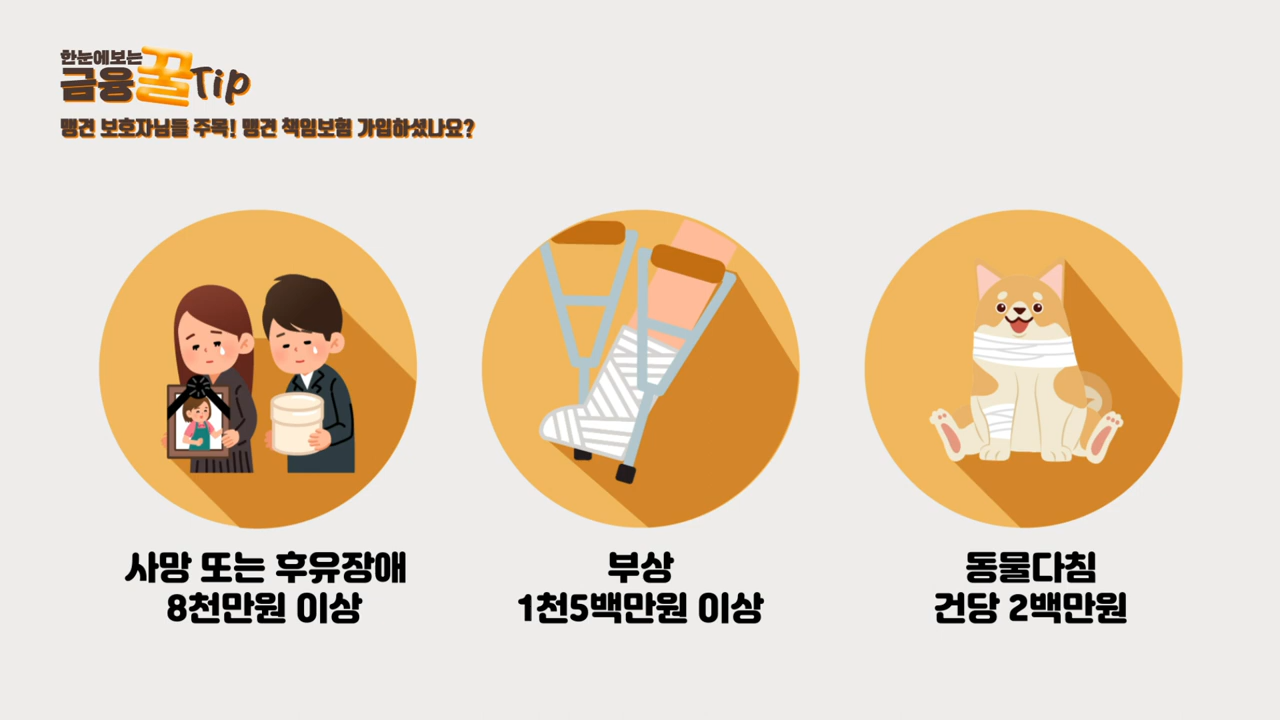 한눈에보는
금융꿀Tip
맹견 보호자님들 주목! 맹견 책임보험 가입하셨나요?
사망 또는 후유장애
8천만원 이상
부상
1천5백만원 이상
동물다침
건당 2백만원